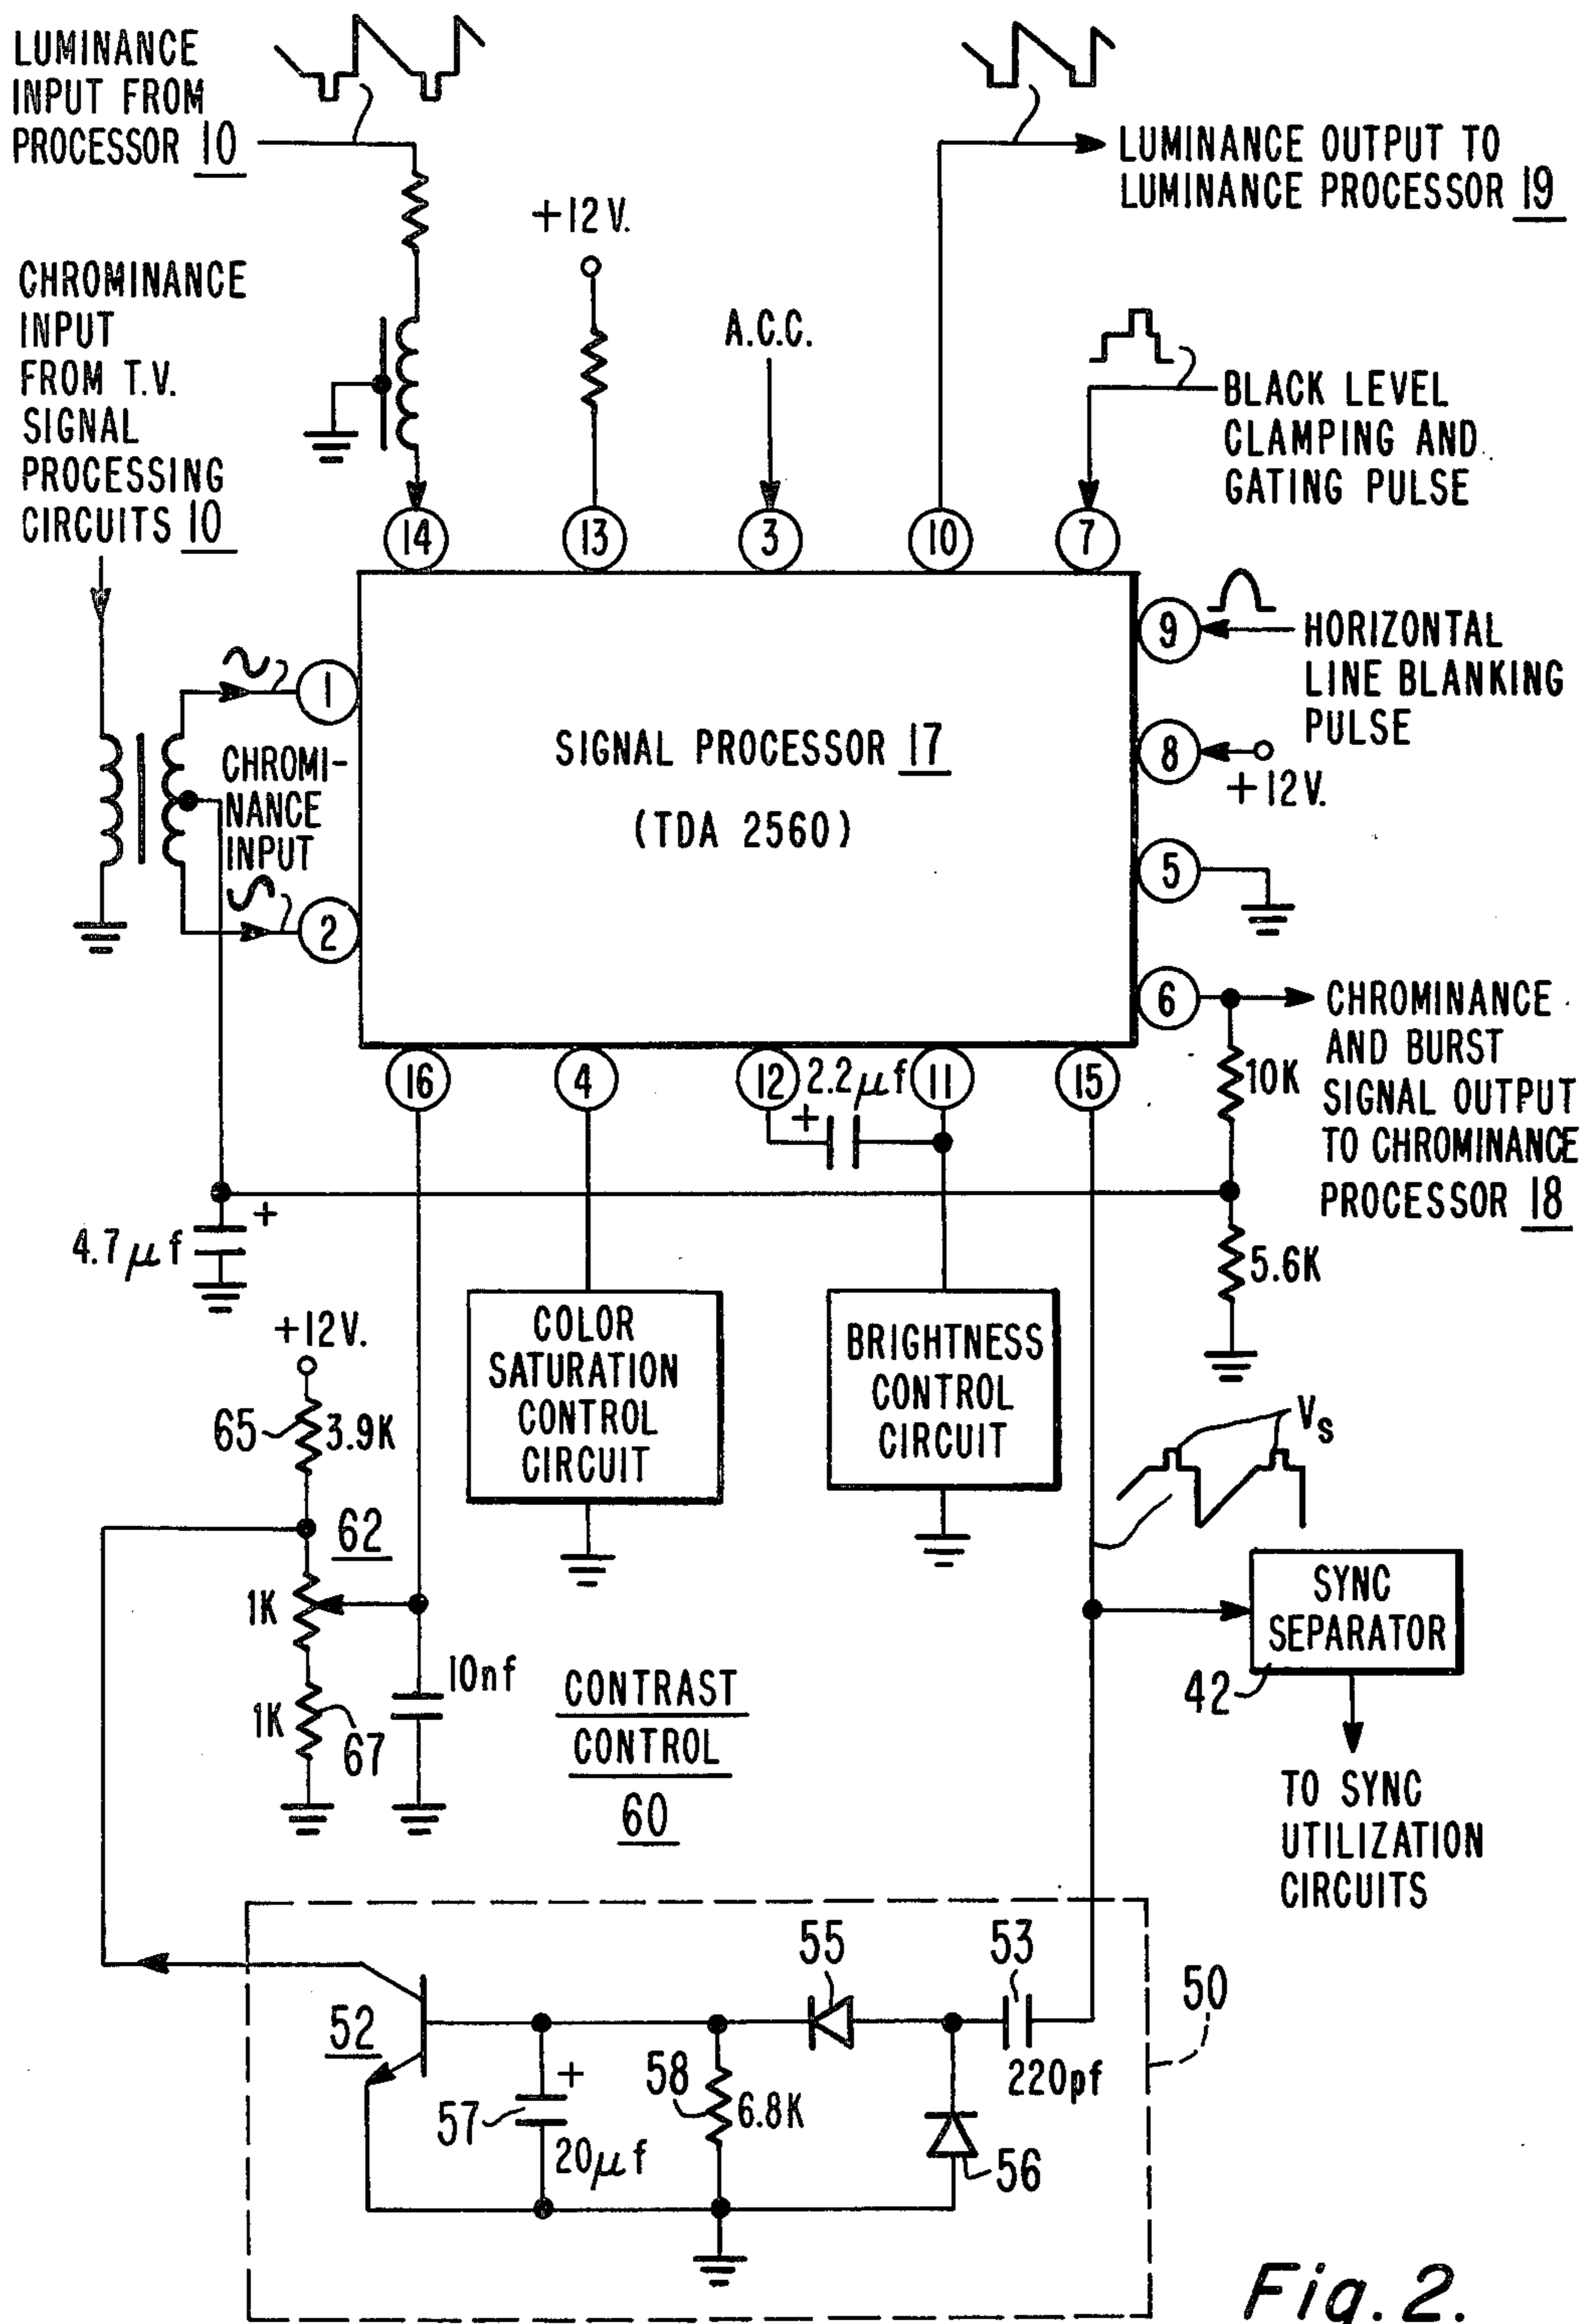 LUMINANCE
INPUT FROM
PROCESSOR 10
LUMINANCE OUTPUT TO
LUMINANCE PROCESSOR 19
+12V.
CHROMINANCE
INPUT
FROM T.V.
SIGNAL
PROCESSING
CIRCUITS 10
A.C.C.
BLACK LEVEL
CLAMPING AND
GATING PULSE
14
13
3
10
7
9
HORIZONTAL
LINE BLANKING
PULSE
1
CHROMI-
NANCE
INPUT
2
SIGNAL PROCESSOR 17
(TDA 2560)
8
+12V.
5
6
CHROMINANCE
AND BURST
SIGNAL OUTPUT
TO CHROMINANCE
PROCESSOR 18
10K
16
4
12
2.2μf
11
15
+
+
4.7μf
5.6K
+12V.
65
3.9K
COLOR
SATURATION
CONTROL
CIRCUIT
BRIGHTNESS
CONTROL
CIRCUIT
Vs
62
1K
SYNC
SEPARATOR
42
10nf
1K
67
CONTRAST
CONTROL
60
TO SYNC
UTILIZATION
CIRCUITS
55
53
50
52
+
57
20μf
58
6.8K
220pf
56
Fig. 2.